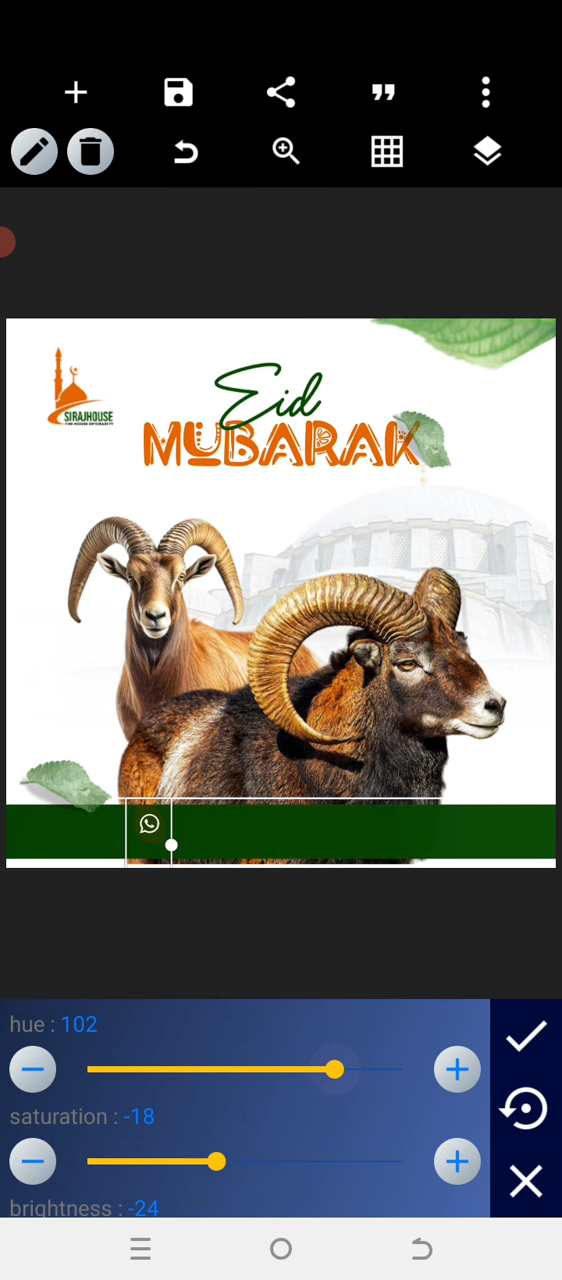 SIRAJHOUSE
Eid
MUBARAK
hue : 102
saturation : -18
brightness : -24